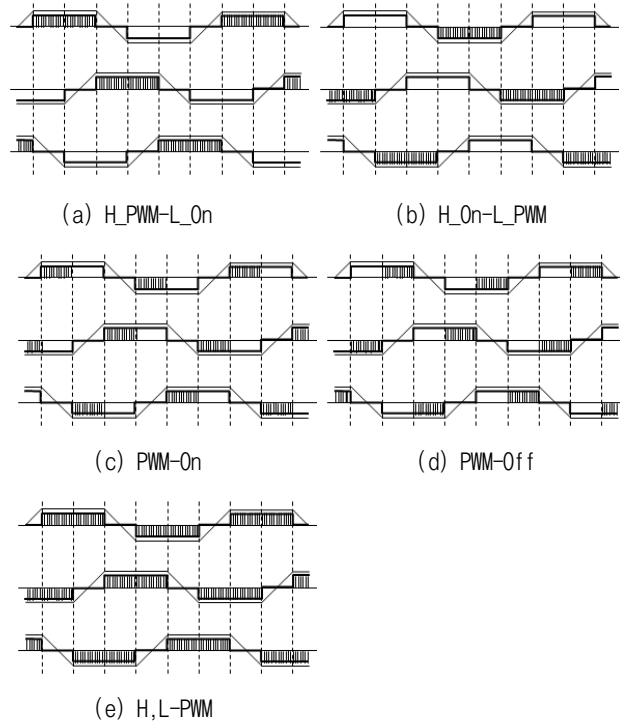 (a) H_PWM-L_On
(b) H_On-L_PWM
(c) PWM-On
(d) PWM-Off
(e) H,L-PWM